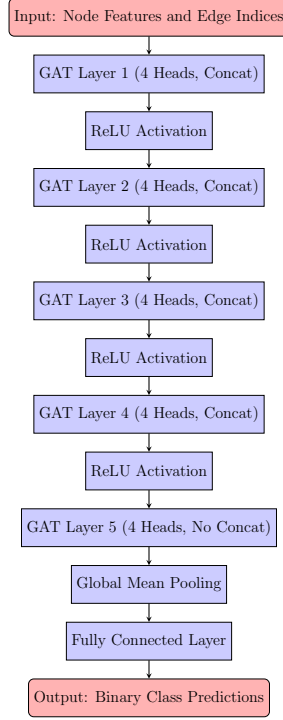 Input: Node Features and Edge Indices
GAT Layer 1 (4 Heads, Concat)
ReLU Activation
GAT Layer 2 (4 Heads, Concat)
ReLU Activation
GAT Layer 3 (4 Heads, Concat)
ReLU Activation
GAT Layer 4 (4 Heads, Concat)
ReLU Activation
GAT Layer 5 (4 Heads, No Concat)
Global Mean Pooling
Fully Connected Layer
Output: Binary Class Predictions